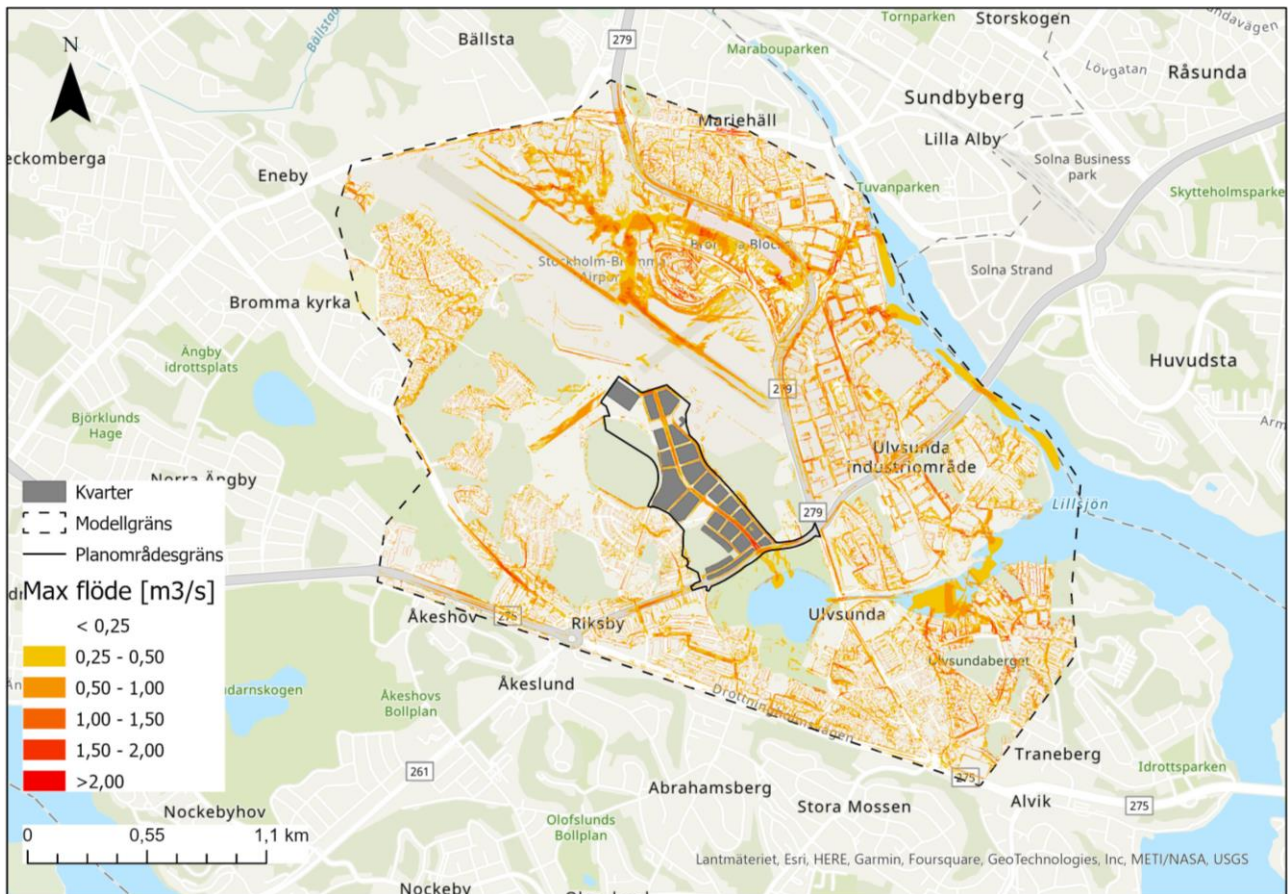 279
Bällsta
Bällstaå
Tornparken
Storskogen
Marabouparken
Lövgatan
Råsunda
Sundbyberg
N
Mariehäll
Lilla Alby
Solna Business
park
Skytteholmsparke
eckomberga
Eneby
Tuvanparken
Stockholm-Bromma
Airport
Bromma Blocks
Solna Strand
Bromma kyrka
Ängby
idrottsplats
Huvudsta
279
Björklunds
Hage
Norra Ängby
Ulvsunda
industriområde
279
Lillsjön
Kvarter
Modellgräns
Planområdesgräns
Max flöde [m3/s]
< 0,25
0,25 - 0,50
0,50 - 1,00
1,00 - 1,50
1,50 - 2,00
>2,00
Åkeshov
275
Riksby
Ulvsunda
Ulvsundaberget
ndarnskogen
Åkeshovs
Bollplan
Åkeslund
Drottningholmsvägen
Traneberg
Idrottsparken
261
Abrahamsberg
275
Stora Mossen
Alvik
275
Nockebyhov
Olofslunds
Bollplan
0 0,55 1,1 km
Lantmäteriet, Esri, HERE, Garmin, Foursquare, GeoTechnologies, Inc, METI/NASA, USGS
Nockeby